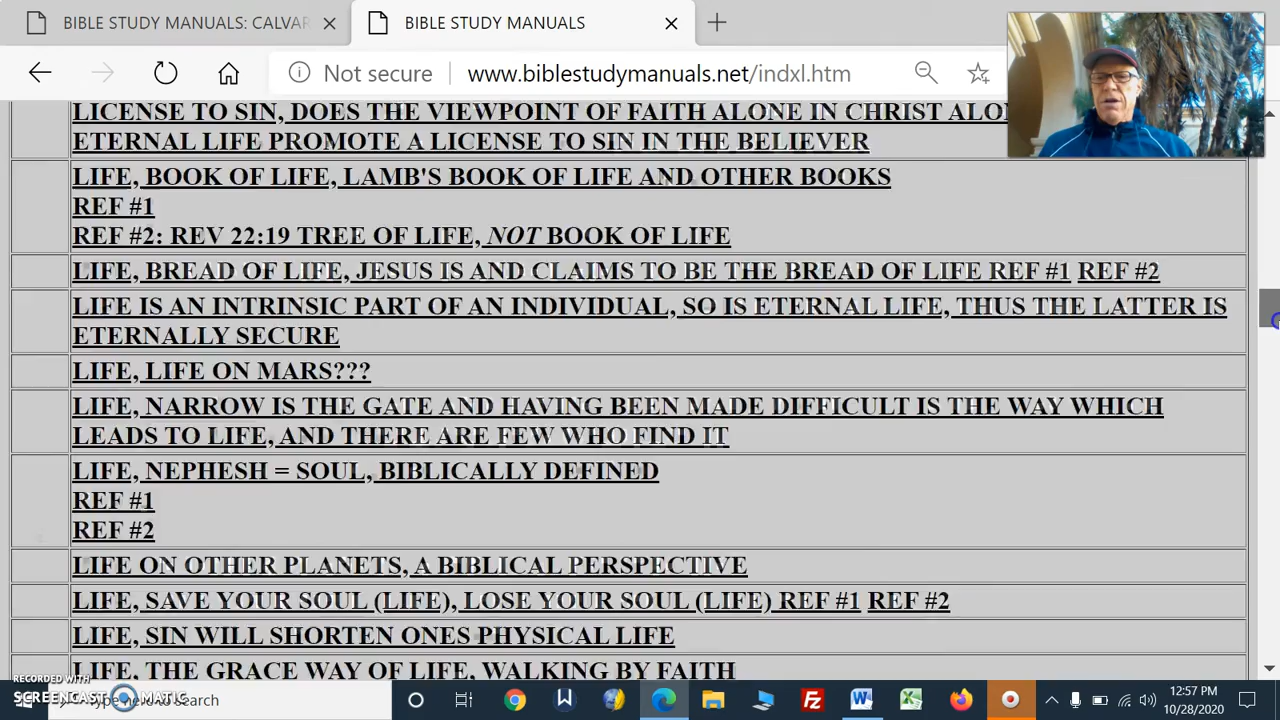 BIBLE STUDY MANUALS: CALVAR
BIBLE STUDY MANUALS
Not secure
www.biblestudymanuals.net/indxl.htm
LICENSE TO SIN, DOES THE VIEWPOINT OF FAITH ALONE IN CHRIST ALON
ETERNAL LIFE PROMOTE A LICENSE TO SIN IN THE BELIEVER
LIFE, BOOK OF LIFE, LAMB'S BOOK OF LIFE AND OTHER BOOKS
REF #1
REF #2: REV 22:19 TREE OF LIFE, NOT BOOK OF LIFE
LIFE, BREAD OF LIFE, JESUS IS AND CLAIMS TO BE THE BREAD OF LIFE REF #1 REF #2
LIFE IS AN INTRINSIC PART OF AN INDIVIDUAL, SO IS ETERNAL LIFE, THUS THE LATTER IS
ETERNALLY SECURE
LIFE, LIFE ON MARS???
LIFE, NARROW IS THE GATE AND HAVING BEEN MADE DIFFICULT IS THE WAY WHICH
LEADS TO LIFE, AND THERE ARE FEW WHO FIND IT
LIFE, NEPHESH = SOUL, BIBLICALLY DEFINED
REF #1
REF #2
LIFE ON OTHER PLANETS, A BIBLICAL PERSPECTIVE
LIFE, SAVE YOUR SOUL (LIFE), LOSE YOUR SOUL (LIFE) REF #1 REF #2
LIFE, SIN WILL SHORTEN ONES PHYSICAL LIFE
LIFE, THE GRACE WAY OF LIFE, WALKING BY FAITH
RECORDED WITH
SCREENCAST MATIC
Type here to search
12:57 PM
10/28/2020